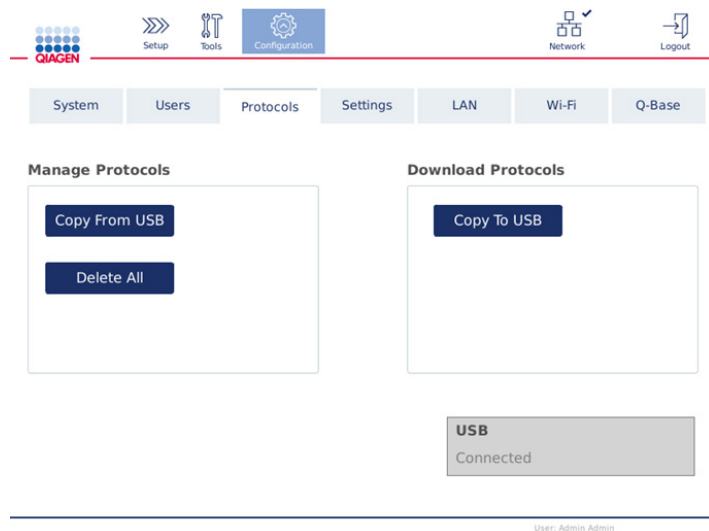 QIAGEN
Setup
Tools
Configuration
Network
Logout
System
Users
Protocols
Settings
LAN
Wi-Fi
Q-Base
Manage Protocols
Download Protocols
Copy From USB
Copy To USB
Delete All
USB
Connected
User: Admin Admin